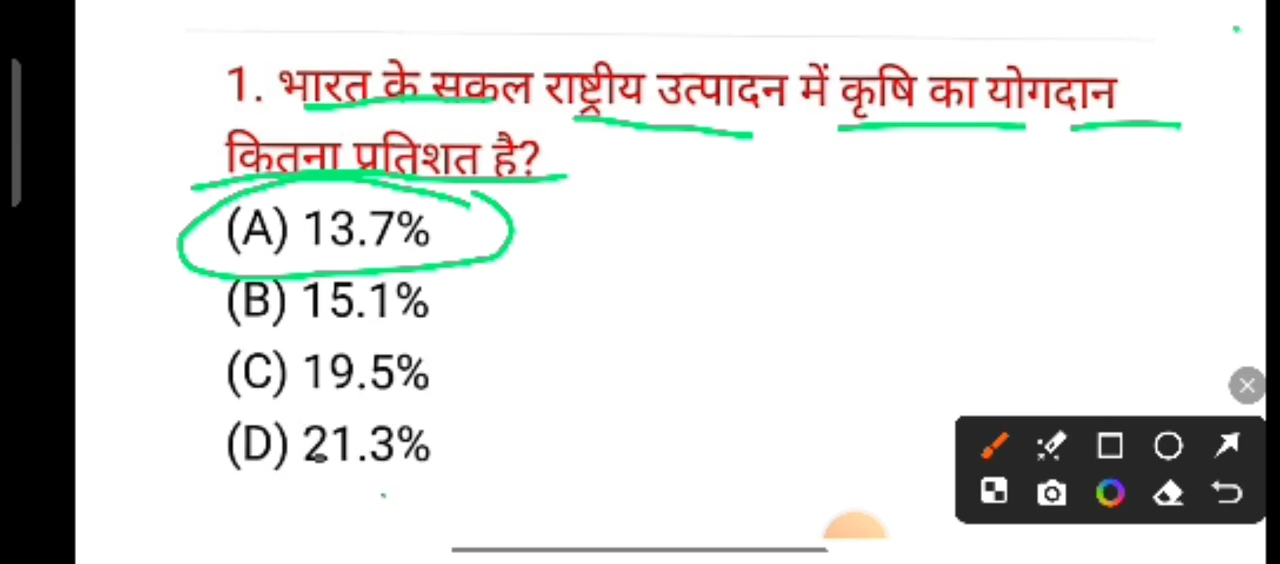 1. भारत के सकल राष्ट्रीय उत्पादन में कृषि का योगदान
कितना प्रतिशत है?
(A) 13.7%
(B) 15.1%
(C) 19.5%
(D) 21.3%